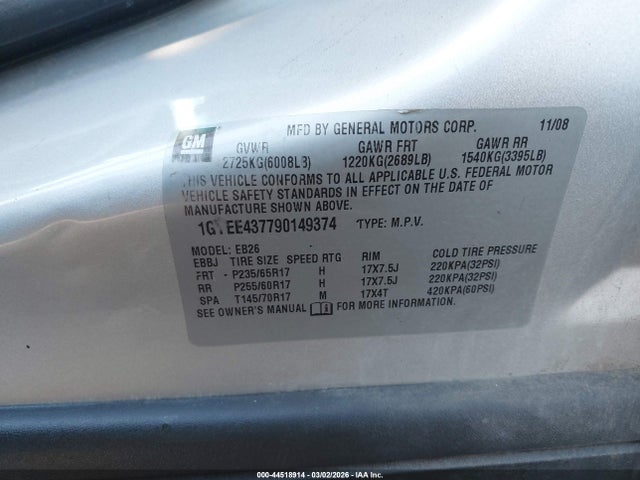 GM
MFD BY GENERAL MOTORS CORP. 11/08
GVWR GAWR FRT GAWR RR
2725KG(6008LB) 1220KG(2689LB) 1540KG(3395LB)
THIS VEHICLE CONFORMS TO ALL APPLICABLE U.S. FEDERAL MOTOR
VEHICLE SAFETY STANDARDS IN EFFECT ON THE DATE OF
MANUFACTURE SHOWN ABOVE.
1GYEE437790149374 TYPE: M.P.V.
MODEL: EB26
EBBJ TIRE SIZE SPEED RTG RIM COLD TIRE PRESSURE
FRT - P235/65R17 H 17X7.5J 220KPA(32PSI)
RR P255/60R17 H 17X7.5J 220KPA(32PSI)
SPA T145/70R17 M 17X4T 420KPA(60PSI)
SEE OWNER'S MANUAL FOR MORE INFORMATION.
000-44518914 - 03/02/2026 - IAA Inc.